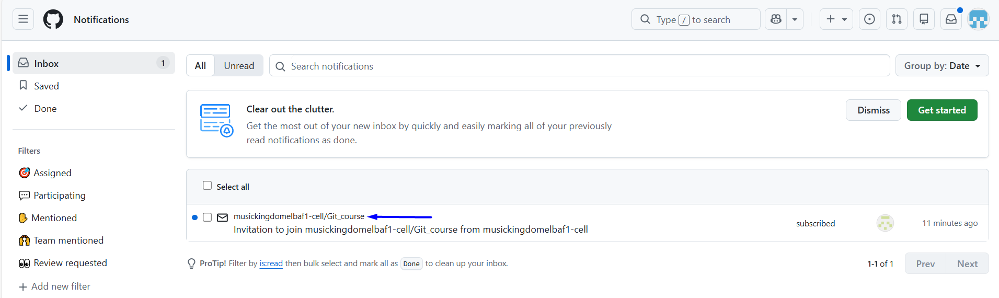 Notifications
Type / to search
Inbox 1
Saved
Done
Filters
Assigned
Participating
Mentioned
Team mentioned
Review requested
Add new filter
All Unread Search notifications Group by: Date
Clear out the clutter.
Get the most out of your new inbox by quickly and easily marking all of your previously
read notifications as done.
Dismiss Get started
Select all
musickingdomelbaf1-cell/Git_course
Invitation to join musickingdomelbaf1-cell/Git_course from musickingdomelbaf1-cell
subscribed 11 minutes ago
ProTip! Filter by is:read then bulk select and mark all as Done to clean up your inbox.
1-1 of 1 Prev Next